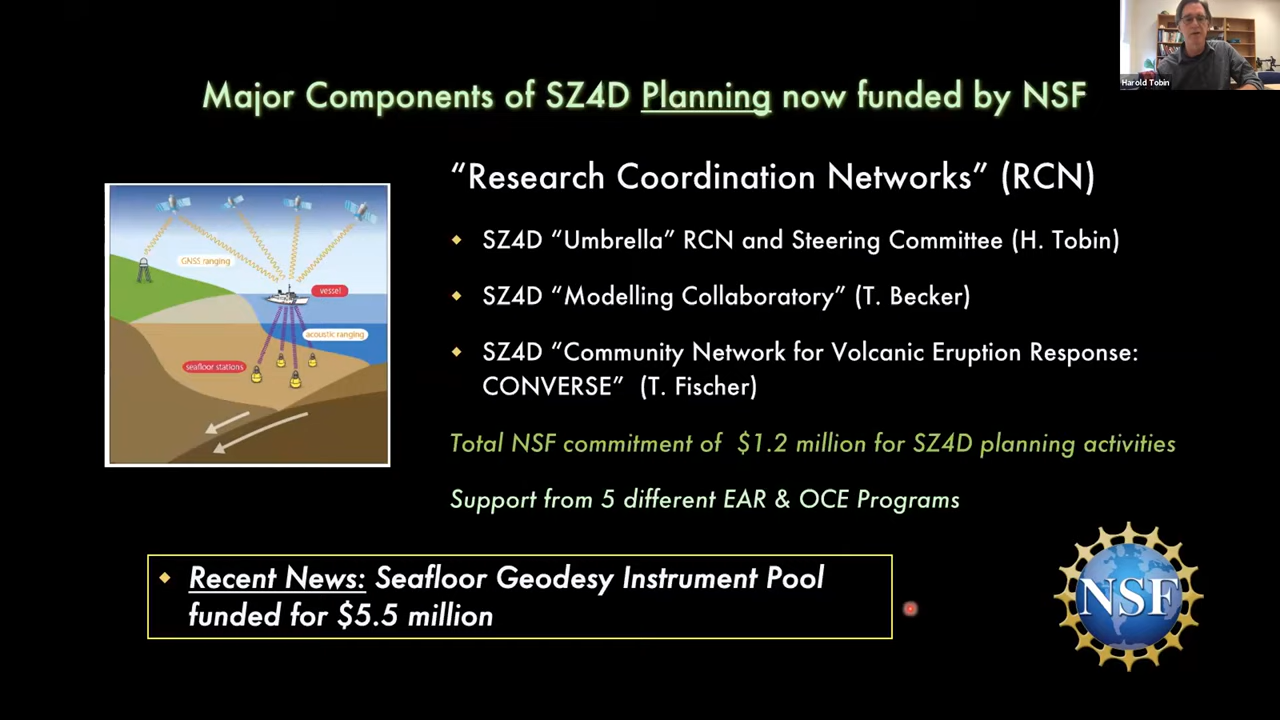 Harold Tobin
Major Components of SZ4D Planning now funded by NSF
“Research Coordination Networks” (RCN)
SZ4D “Umbrella” RCN and Steering Committee (H. Tobin)
SZ4D “Modelling Collaboratory” (T. Becker)
SZ4D “Community Network for Volcanic Eruption Response:
CONVERSE” (T. Fischer)
Total NSF commitment of $1.2 million for SZ4D planning activities
Support from 5 different EAR & OCE Programs
GNSS ranging
vessel
acoustic ranging
seafloor stations
Recent News: Seafloor Geodesy Instrument Pool
funded for $5.5 million
NSF